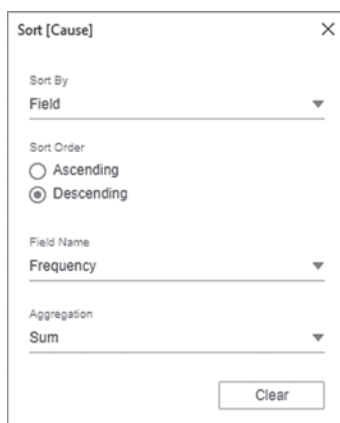 Sort [Cause]
Sort By
Field
Sort Order
Ascending
Descending
Field Name
Frequency
Aggregation
Sum
Clear